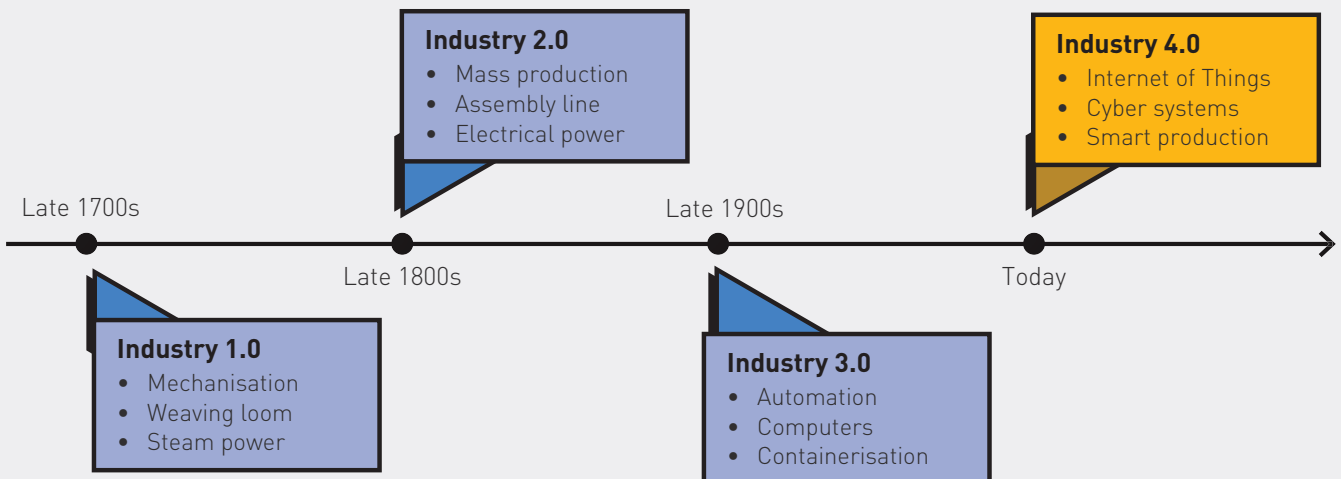 Late 1700s
Industry 1.0
• Mechanisation
• Weaving loom
• Steam power
Industry 2.0
• Mass production
• Assembly line
• Electrical power
Late 1800s
Late 1900s
Industry 3.0
• Automation
• Computers
• Containerisation
Industry 4.0
• Internet of Things
• Cyber systems
• Smart production
Today